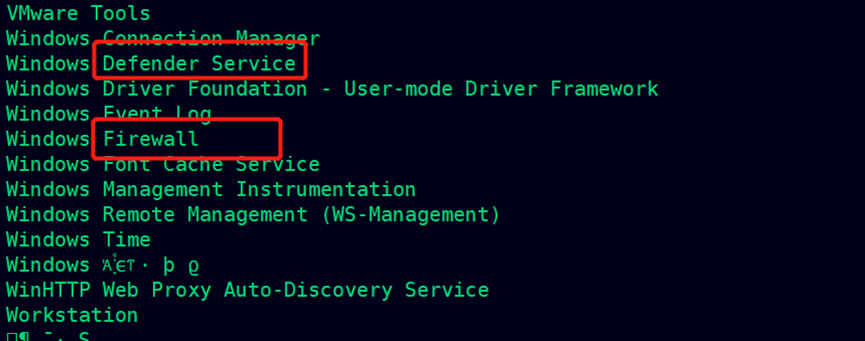 VMware Tools
Windows Connection Manager
Windows Defender Service
Windows Driver Foundation - User-mode Driver Framework
Windows Event Log
Windows Firewall
Windows Font Cache Service
Windows Management Instrumentation
Windows Remote Management (WS-Management)
Windows Time
Windows
WinHTTP Web Proxy Auto-Discovery Service
Workstation